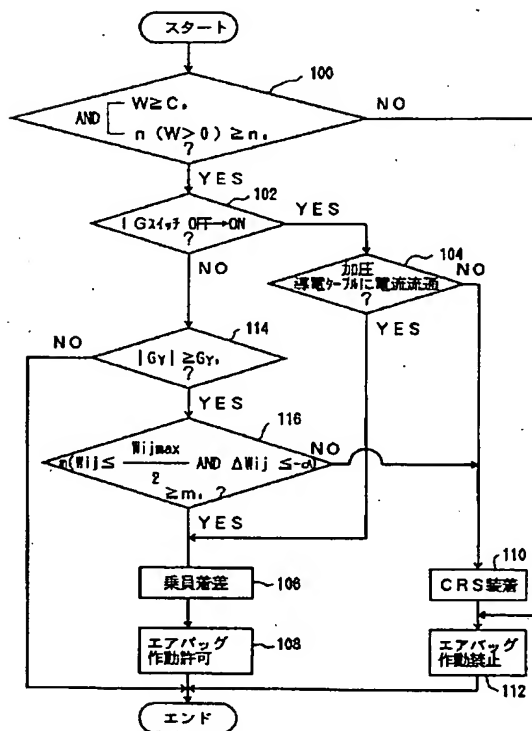 スタート
100
AND
W≧C。
NO
n (W>0) ≧n。
?
YES
102
IGスイッチ OFF→ON
?
YES
NO
104
加圧
導電ケーブルに電流流通
?
NO
YES
114
NO
|GY| ≧GY。
?
YES
116
n(Wij≦ Wijmax/2 AND ΔWij ≦-α)
≧m。 ?
NO
YES
乗員着差
106
110
CRS装着
エアバッグ
作動許可
108
エアバッグ
作動禁止
112
エンド